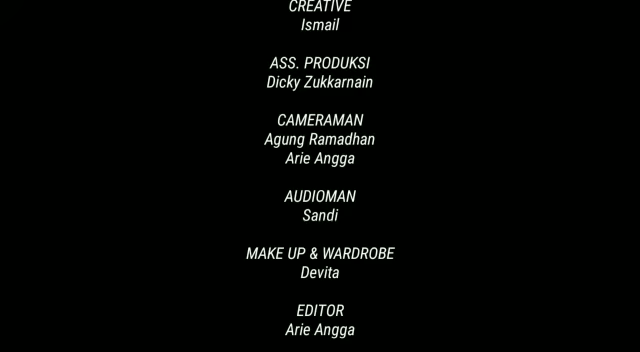 CREATIVE
Ismail
ASS. PRODUKSI
Dicky Zukkarnain
CAMERAMAN
Agung Ramadhan
Arie Angga
AUDIOMAN
Sandi
MAKE UP & WARDROBE
Devita
EDITOR
Arie Angga